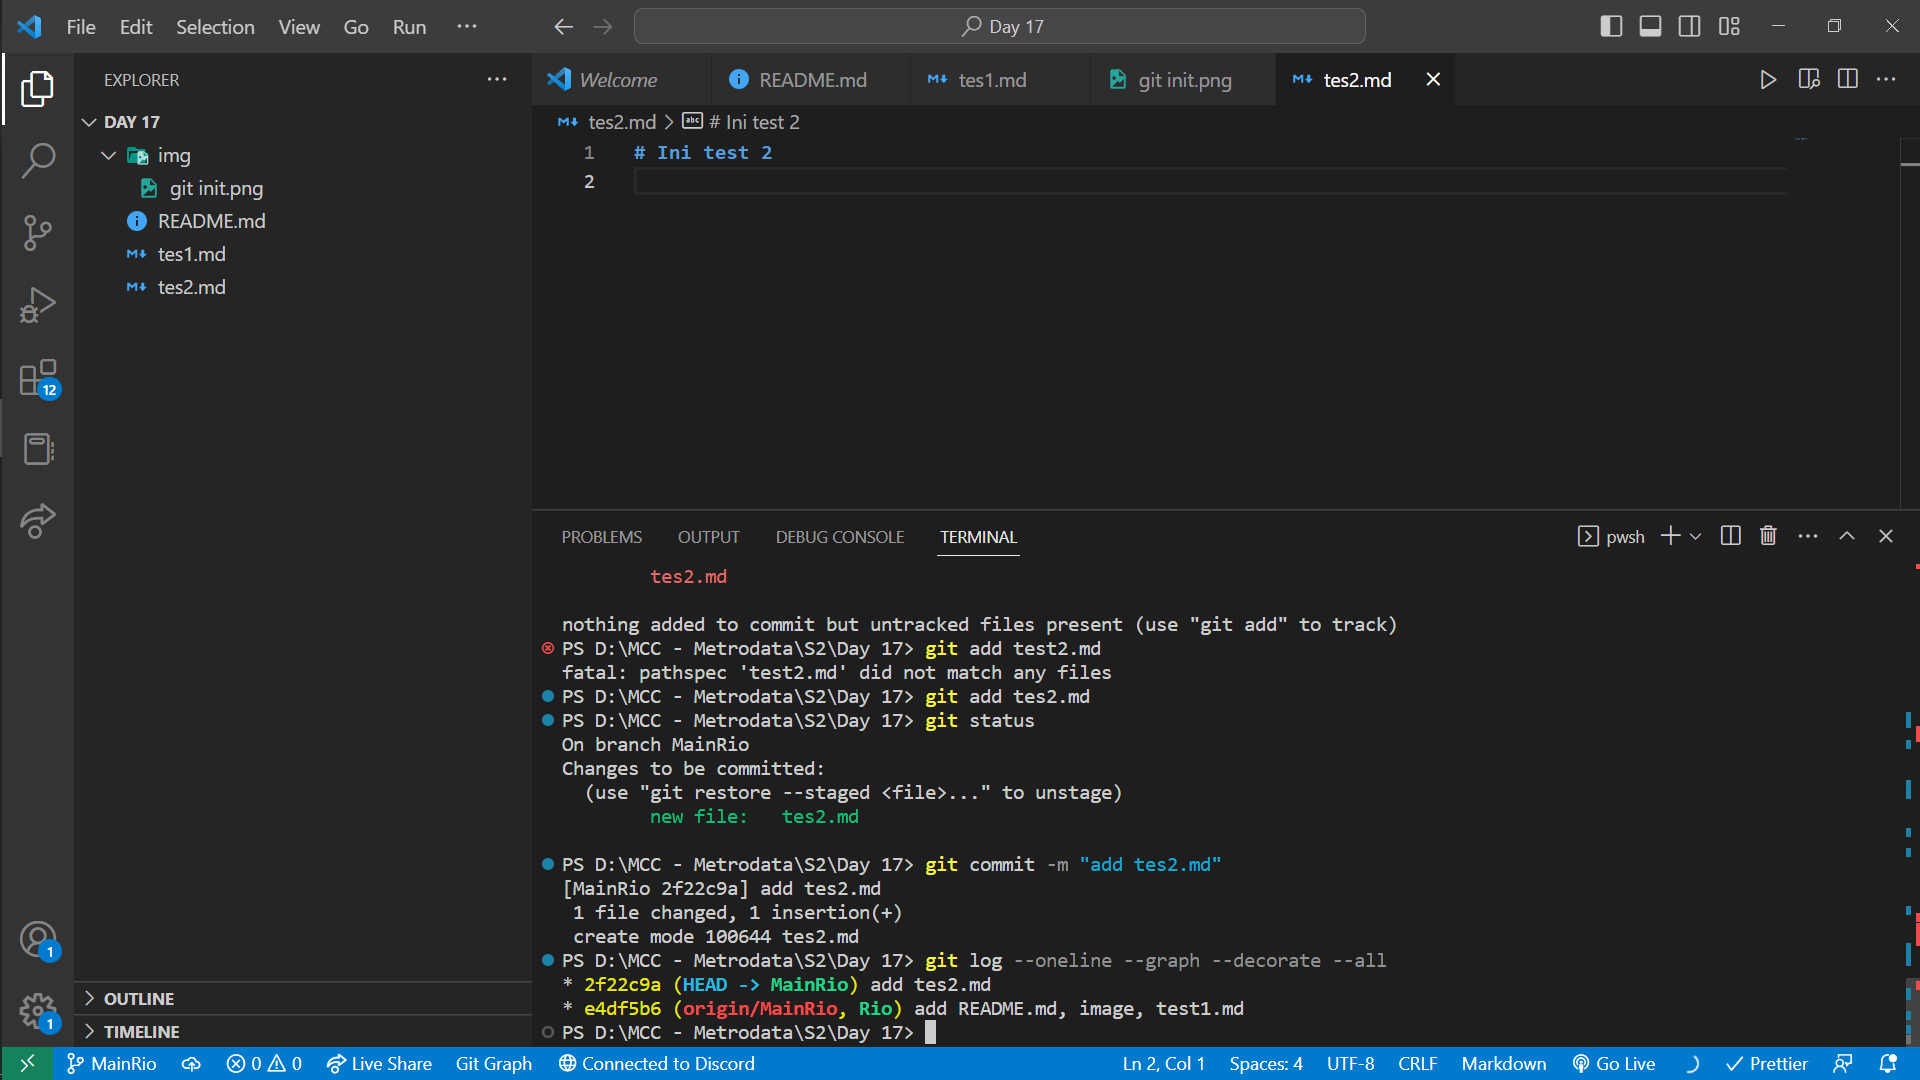 File Edit Selection View Go Run ···
Day 17
EXPLORER
DAY 17
img
git init.png
README.md
tes1.md
tes2.md
OUTLINE
TIMELINE
12
1
1
Welcome README.md tes1.md git init.png tes2.md
tes2.md > # Ini test 2
1 # Ini test 2
2
PROBLEMS OUTPUT DEBUG CONSOLE TERMINAL
pwsh
tes2.md
nothing added to commit but untracked files present (use "git add" to track)
PS D:\MCC - Metrodata\S2\Day 17> git add test2.md
fatal: pathspec 'test2.md' did not match any files
PS D:\MCC - Metrodata\S2\Day 17> git add tes2.md
PS D:\MCC - Metrodata\S2\Day 17> git status
On branch MainRio
Changes to be committed:
(use "git restore --staged <file>..." to unstage)
new file:   tes2.md
PS D:\MCC - Metrodata\S2\Day 17> git commit -m "add tes2.md"
[MainRio 2f22c9a] add tes2.md
1 file changed, 1 insertion(+)
create mode 100644 tes2.md
PS D:\MCC - Metrodata\S2\Day 17> git log --oneline --graph --decorate --all
* 2f22c9a (HEAD -> MainRio) add tes2.md
* e4df5b6 (origin/MainRio, Rio) add README.md, image, test1.md
PS D:\MCC - Metrodata\S2\Day 17>
MainRio 0 0 Live Share Git Graph Connected to Discord Ln 2, Col 1 Spaces: 4 UTF-8 CRLF Markdown Go Live Prettier